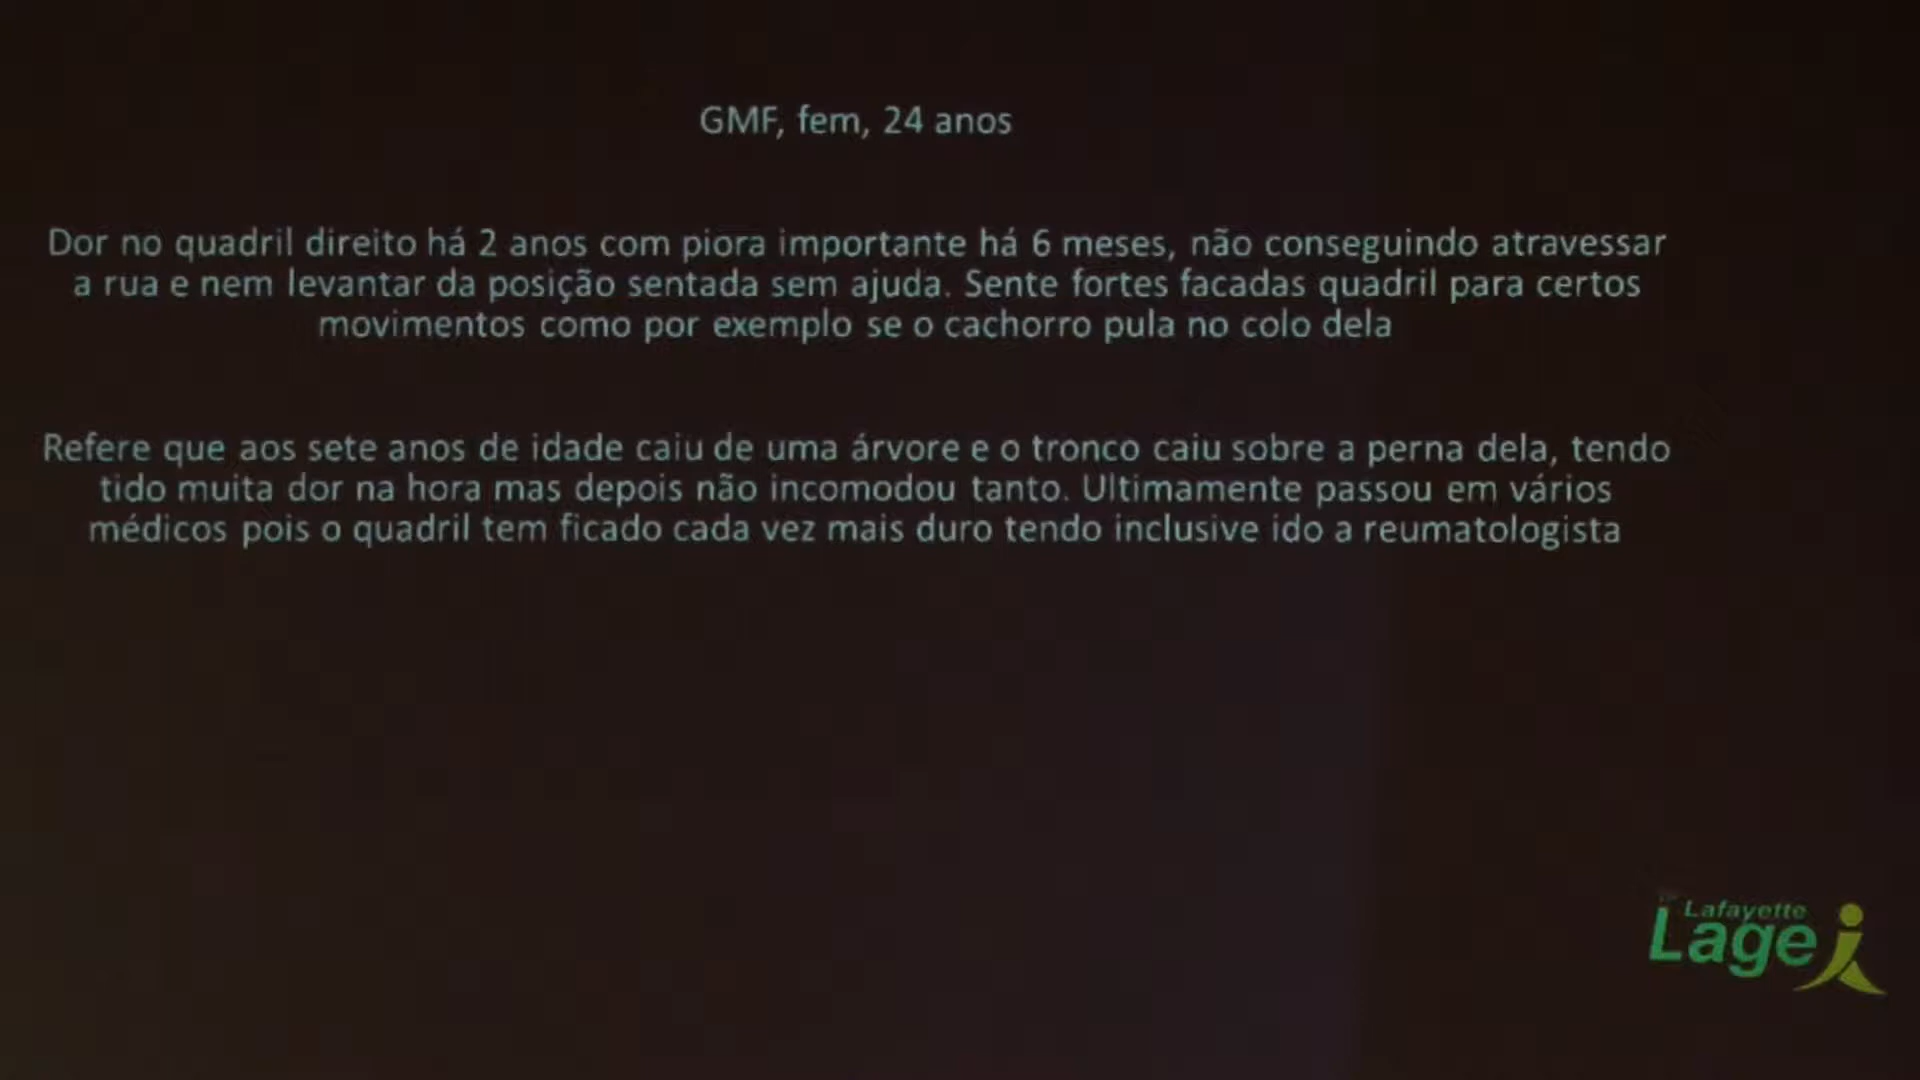 GMF, fem, 24 anos
Dor no quadril direito há 2 anos com piora importante há 6 meses, não conseguindo atravessar
a rua e nem levantar da posição sentada sem ajuda. Sente fortes facadas quadril para certos
movimentos como por exemplo se o cachorro pula no colo dela
Refere que aos sete anos de idade caiu de uma árvore e o tronco caiu sobre a perna dela, tendo
tido muita dor na hora mas depois não incomodou tanto. Ultimamente passou em vários
médicos pois o quadril tem ficado cada vez mais duro tendo inclusive ido a reumatologista
Lafayette
Lage